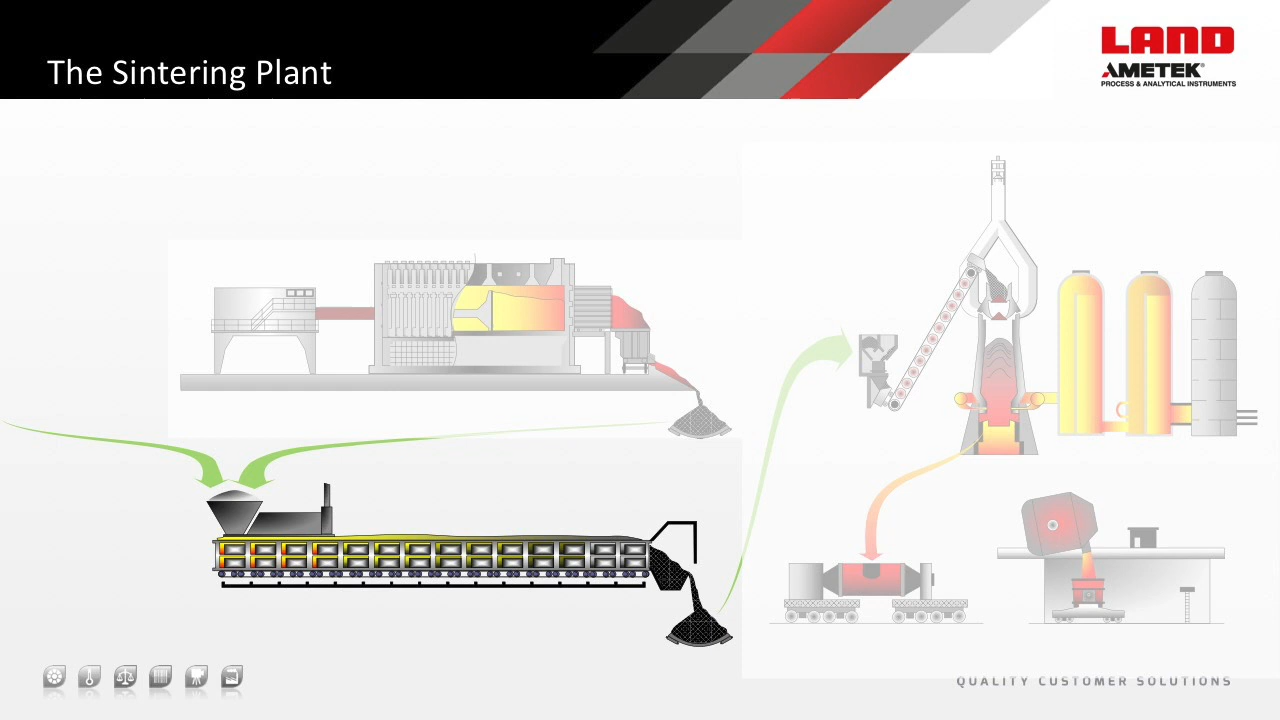 The Sintering Plant
LAND
AMETEK®
PROCESS & ANALYTICAL INSTRUMENTS
QUALITY CUSTOMER SOLUTIONS